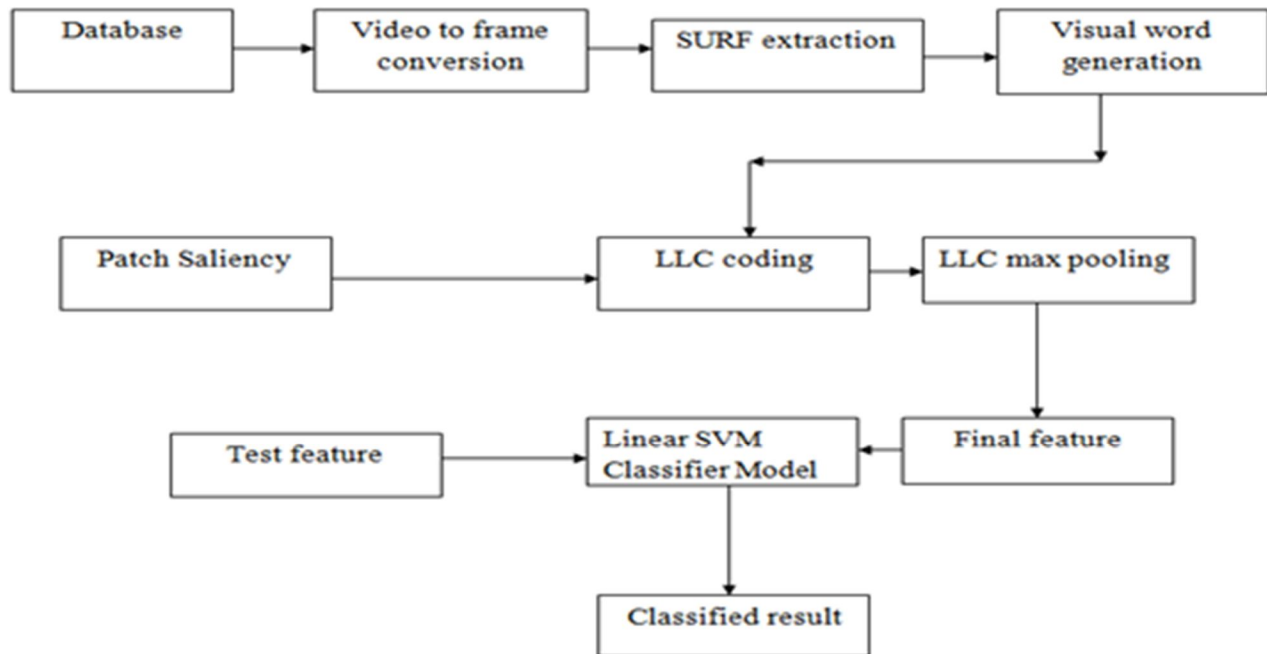 Database
Video to frame
conversion
SURF extraction
Visual word
generation
Patch Saliency
LLC coding
LLC max pooling
Test feature
Linear SVM
Classifier Model
Final feature
Classified result